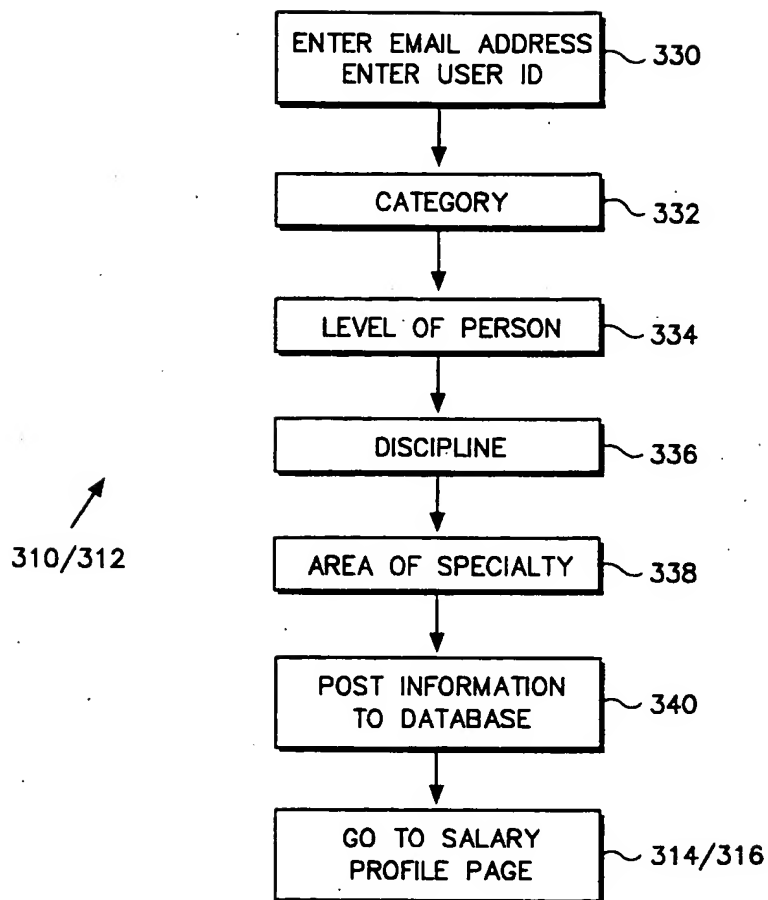 ENTER EMAIL ADDRESS
ENTER USER ID
330
CATEGORY
332
LEVEL OF PERSON
334
DISCIPLINE
336
310/312
AREA OF SPECIALTY
338
POST INFORMATION
TO DATABASE
340
GO TO SALARY
PROFILE PAGE
314/316